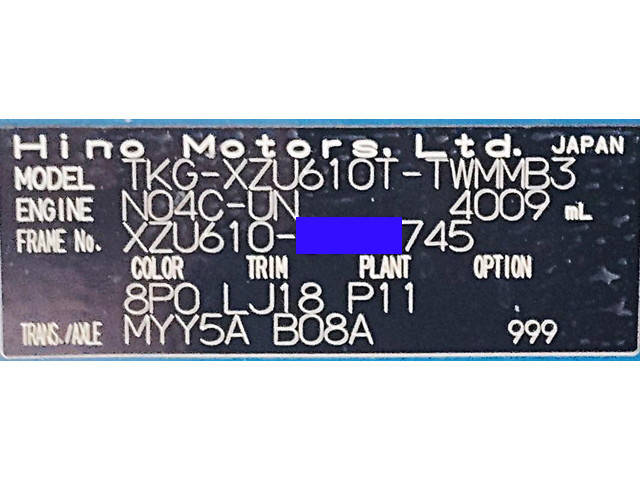 Hino Motors, Ltd. JAPAN
MODEL TKG-XZU610T-TWMMB3
ENGINE N04C-UN 4009 mL
FRAME No. XZU610- 745
COLOR TRIM PLANT OPTION
8P0 LJ18 P11
TRANS./AXLE MYY5A B08A 999